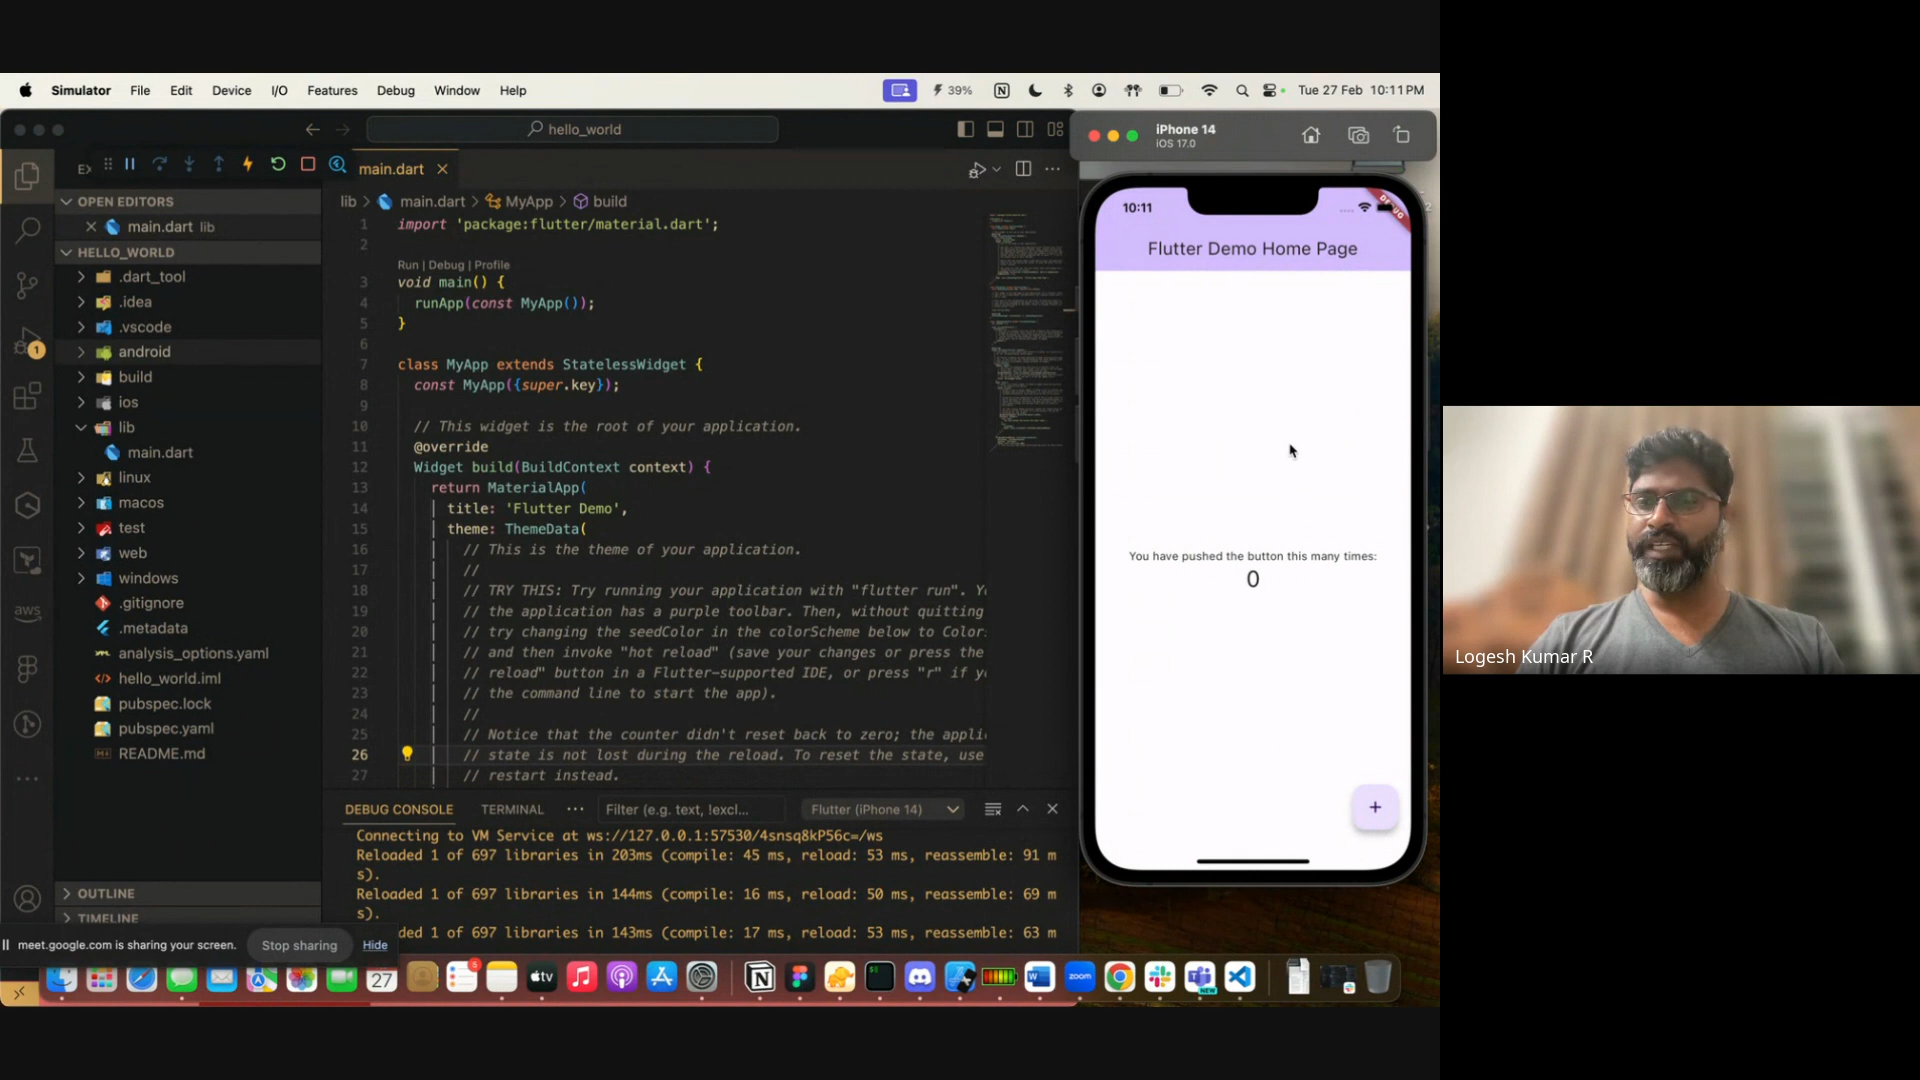 Simulator File Edit Device I/O Features Debug Window Help
39% Tue 27 Feb 10:11 PM
hello_world
main.dart
lib > main.dart > MyApp > build
OPEN EDITORS
main.dart lib
HELLO_WORLD
.dart_tool
.idea
.vscode
android
build
ios
lib
main.dart
linux
macos
test
web
windows
.gitignore
.metadata
analysis_options.yaml
hello_world.iml
pubspec.lock
pubspec.yaml
README.md
OUTLINE
TIMELINE
aws
1
1 import 'package:flutter/material.dart';
2
Run | Debug | Profile
3 void main() {
4 runApp(const MyApp());
5 }
6
7 class MyApp extends StatelessWidget {
8 const MyApp({super.key});
9
10 // This widget is the root of your application.
11 @override
12 Widget build(BuildContext context) {
13 return MaterialApp(
14 title: 'Flutter Demo',
15 theme: ThemeData(
16 // This is the theme of your application.
17 //
18 // TRY THIS: Try running your application with "flutter run". Y
19 // the application has a purple toolbar. Then, without quitting
20 // try changing the seedColor in the colorScheme below to Color
21 // and then invoke "hot reload" (save your changes or press the
22 // reload" button in a Flutter-supported IDE, or press "r" if y
23 // the command line to start the app).
24 //
25 // Notice that the counter didn't reset back to zero; the appli
26 // state is not lost during the reload. To reset the state, use
27 // restart instead.
DEBUG CONSOLE TERMINAL ··· Filter (e.g. text, !excl... Flutter (iPhone 14)
Connecting to VM Service at ws://127.0.0.1:57530/4snsq8kP56c=/ws
Reloaded 1 of 697 libraries in 203ms (compile: 45 ms, reload: 53 ms, reassemble: 91 m
s).
Reloaded 1 of 697 libraries in 144ms (compile: 16 ms, reload: 50 ms, reassemble: 69 m
s).
ded 1 of 697 libraries in 143ms (compile: 17 ms, reload: 53 ms, reassemble: 63 m
meet.google.com is sharing your screen. Stop sharing Hide
iPhone 14
iOS 17.0
10:11
DEBUG
Flutter Demo Home Page
You have pushed the button this many times:
0
+
27
5
tv
zoom
NEW
Logesh Kumar R